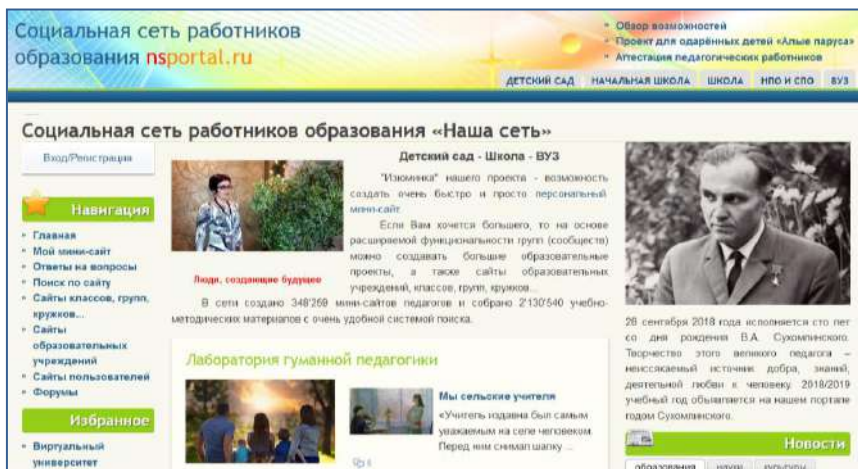 Социальная сеть работников
образования nsportal.ru
Обзор возможностей
Проект для одарённых детей «Алые паруса»
Аттестация педагогических работников
ДЕТСКИЙ САД НАЧАЛЬНАЯ ШКОЛА ШКОЛА НПО И СПО ВУЗ
Социальная сеть работников образования «Наша сеть»
Вход/Регистрация
Навигация
Главная
Мой мини-сайт
Ответы на вопросы
Поиск по сайту
Сайты классов, групп,
кружков...
Сайты
образовательных
учреждений
Сайты пользователей
Форумы
Избранное
Виртуальный
университет
Люди, создающие будущее
Детский сад - Школа - ВУЗ
"Изюминка" нашего проекта - возможность
создать очень быстро и просто персональный
мини-сайт
Если Вам хочется большего, то на основе
расширяемой функциональности групп (сообществ)
можно создавать большие образовательные
проекты, а также сайты образовательных
учреждений, классов, групп, кружков...
В сети создано 348'259 мини-сайтов педагогов и собрано 2'130'540 учебно-
методических материалов с очень удобной системой поиска.
Лаборатория гуманной педагогики
Мы сельские учителя
«Учитель издавна был самым
уважаемым на селе человеком.
Перед ним снимал шапку ...
28 сентября 2018 года исполняется сто лет
со дня рождения В.А. Сухомлинского.
Творчество этого великого педагога –
неиссякаемый источник добра, знаний,
деятельной любви к человеку. 2018/2019
учебный год объявляется на нашем портале
годом Сухомлинского.
Новости
образования науки культуры